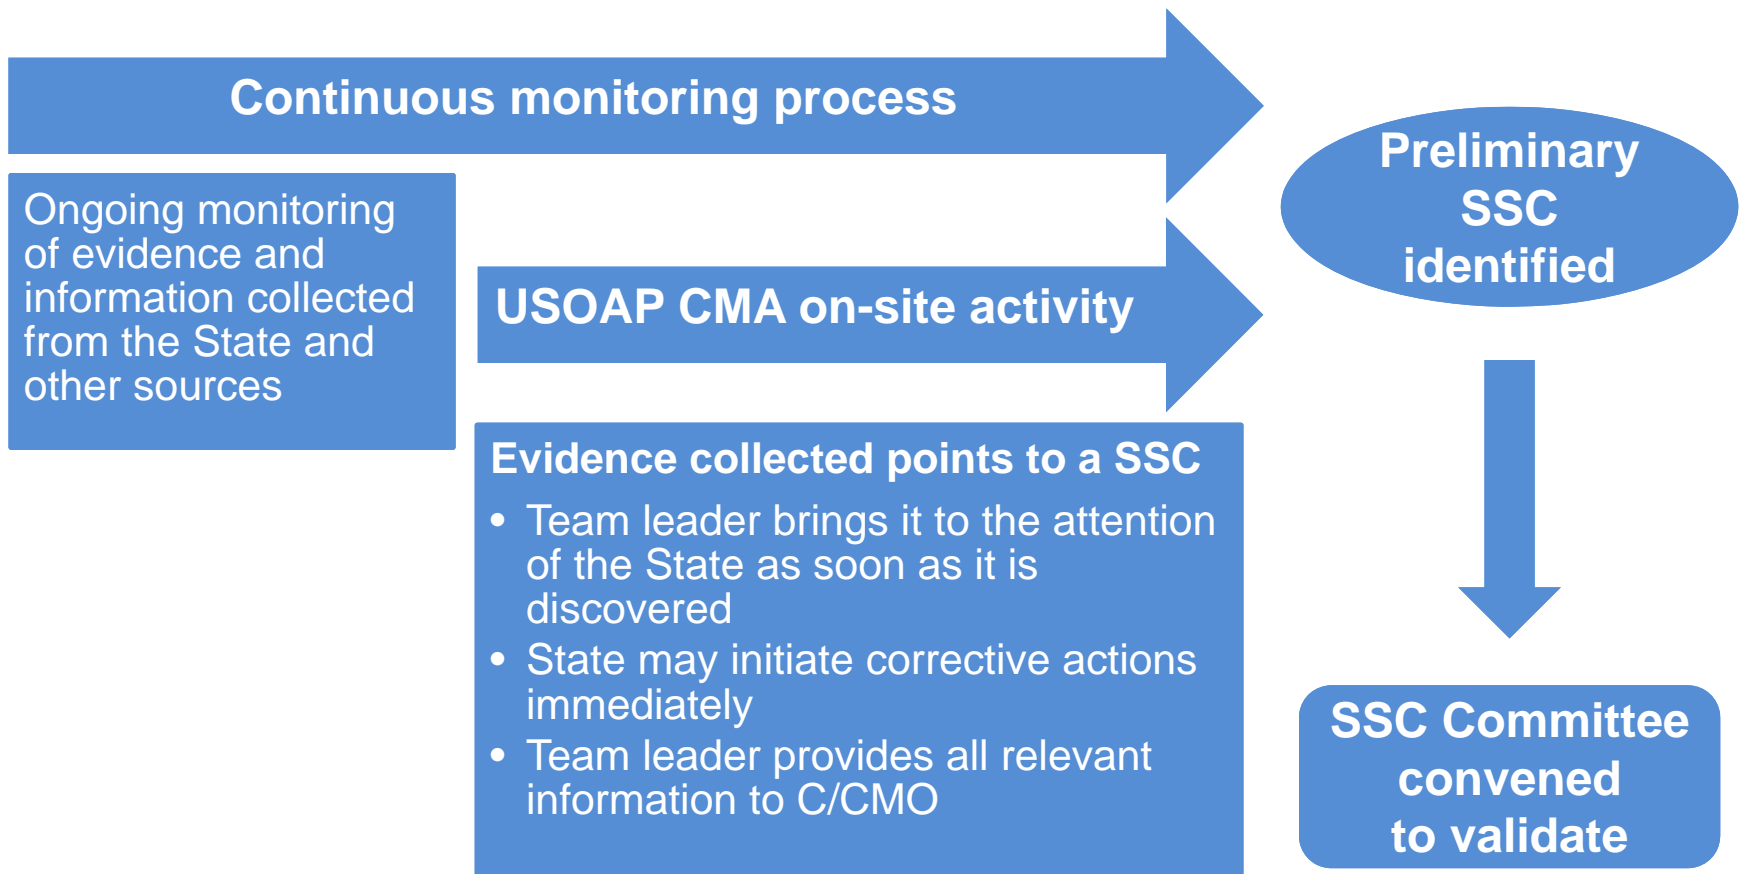 Continuous monitoring process
Ongoing monitoring
of evidence and
information collected
from the State and
other sources
USOAP CMA on-site activity
Evidence collected points to a SSC
• Team leader brings it to the attention
of the State as soon as it is
discovered
• State may initiate corrective actions
immediately
• Team leader provides all relevant
information to C/CMO
Preliminary
SSC
identified
SSC Committee
convened
to validate